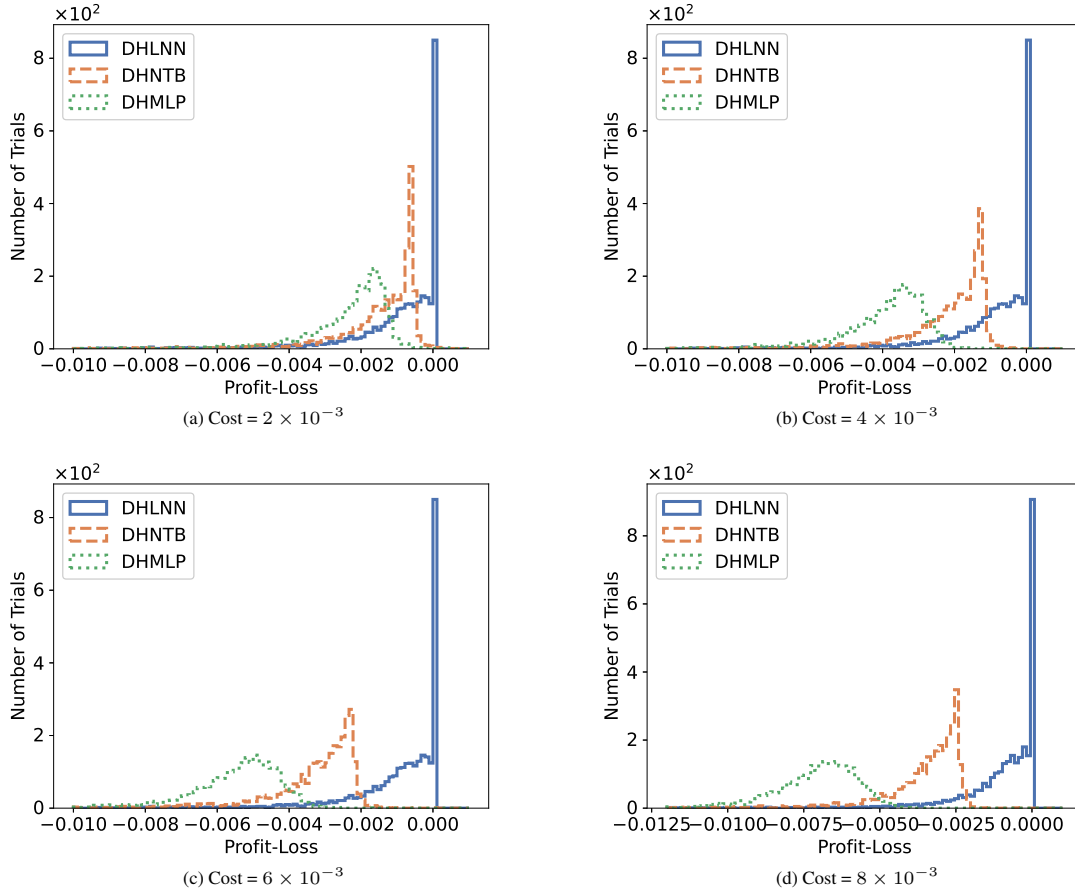 ×10²
8
6
4
2
0
Number of Trials
DHLNN
DHNTB
DHMLP
−0.010 −0.008 −0.006 −0.004 −0.002 0.000
Profit-Loss
(a) Cost = 2 × 10⁻³
×10²
8
6
4
2
0
Number of Trials
DHLNN
DHNTB
DHMLP
−0.010 −0.008 −0.006 −0.004 −0.002 0.000
Profit-Loss
(b) Cost = 4 × 10⁻³
×10²
8
6
4
2
0
Number of Trials
DHLNN
DHNTB
DHMLP
−0.010 −0.008 −0.006 −0.004 −0.002 0.000
Profit-Loss
(c) Cost = 6 × 10⁻³
×10²
8
6
4
2
0
Number of Trials
DHLNN
DHNTB
DHMLP
−0.0125 −0.0100 −0.0075 −0.0050 −0.0025 0.0000
Profit-Loss
(d) Cost = 8 × 10⁻³